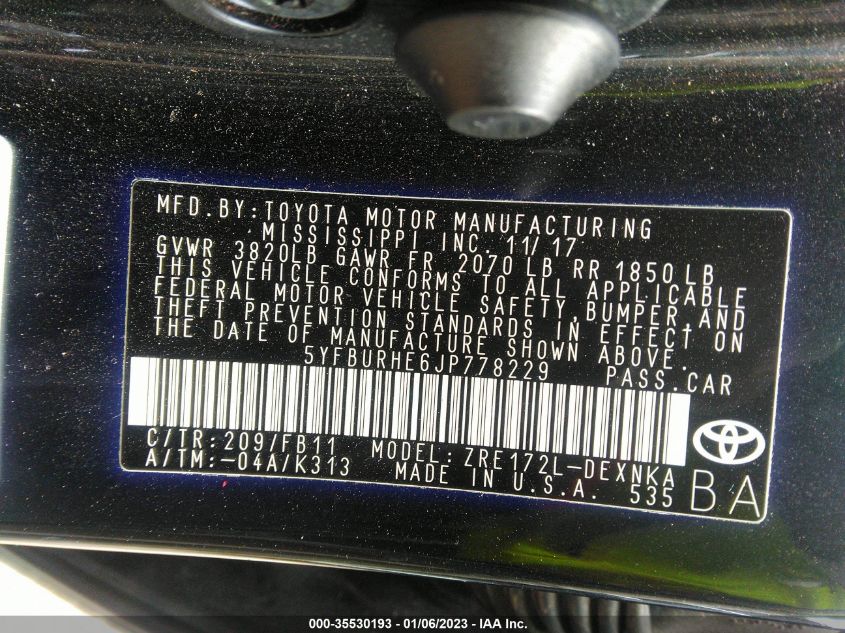 MFD.BY:TOYOTA MOTOR MANUFACTURING
MISSISSIPPI INC. 11/17
GVWR 3820LB GAWR FR. 2070 LB RR 1850 LB
THIS VEHICLE CONFORMS TO ALL APPLICABLE
FEDERAL MOTOR VEHICLE SAFETY,BUMPER,AND
THEFT PREVENTION STANDARDS IN EFFECT ON
THE DATE OF MANUFACTURE SHOWN ABOVE.
5YFBURHE6JP778229 PASS.CAR
C/TR:209/FB11 MODEL:ZRE172L-DEXNKA
A/TM:-04A/K313 MADE IN U.S.A. 535
BA
000-35530193 - 01/06/2023 - IAA Inc.